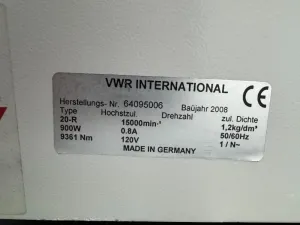 VWR INTERNATIONAL
CE
Herstellungs- Nr. 64095006 Baujahr 2008
Type Hochstzul. Drehzahl zul. Dichte
20-R 15000min⁻¹ 1,2kg/dm³
900W 0.8A 50/60Hz
9361 Nm 120V 1 / N~
MADE IN GERMANY